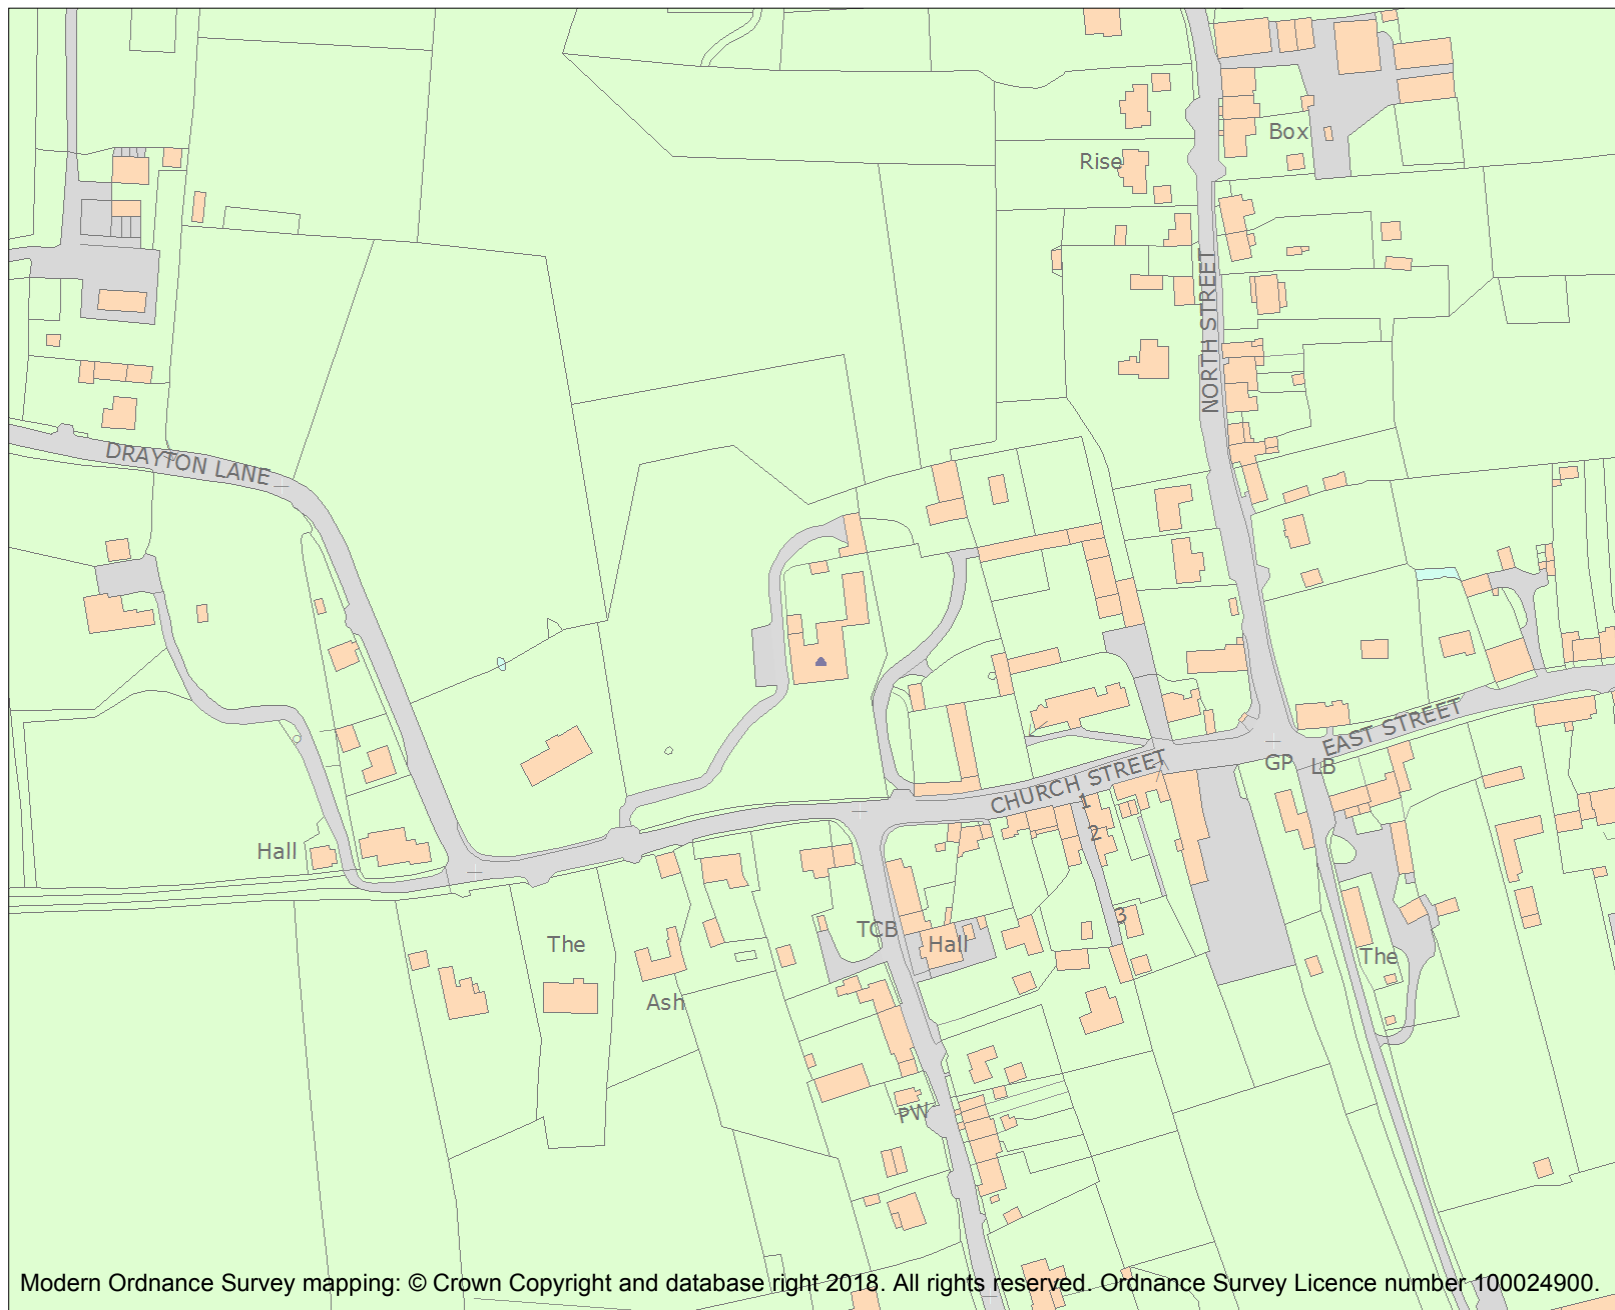 Box
Rise
NORTH STREET
DRAYTON LANE
EAST STREET
CHURCH STREET
GP
LB
1
2
Hall
3
TCB
Hall
The
The
Ash
PW
Modern Ordnance Survey mapping: © Crown Copyright and database right 2018. All rights reserved. Ordnance Survey Licence number 100024900.